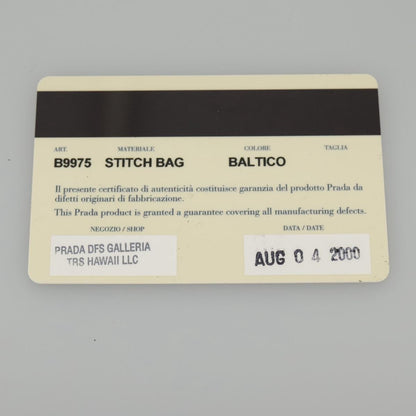 ART. MATERIALE COLORE TAGLIA
B9975 STITCH BAG BALTICO
Il presente certificato di autenticità costituisce garanzia del prodotto Prada da
difetti originari di fabbricazione.
This Prada product is granted a guarantee covering all manufacturing defects.
NEGOZIO / SHOP DATA / DATE
PRADA DFS GALLERIA
TRS HAWAII LLC
AUG 04 2000